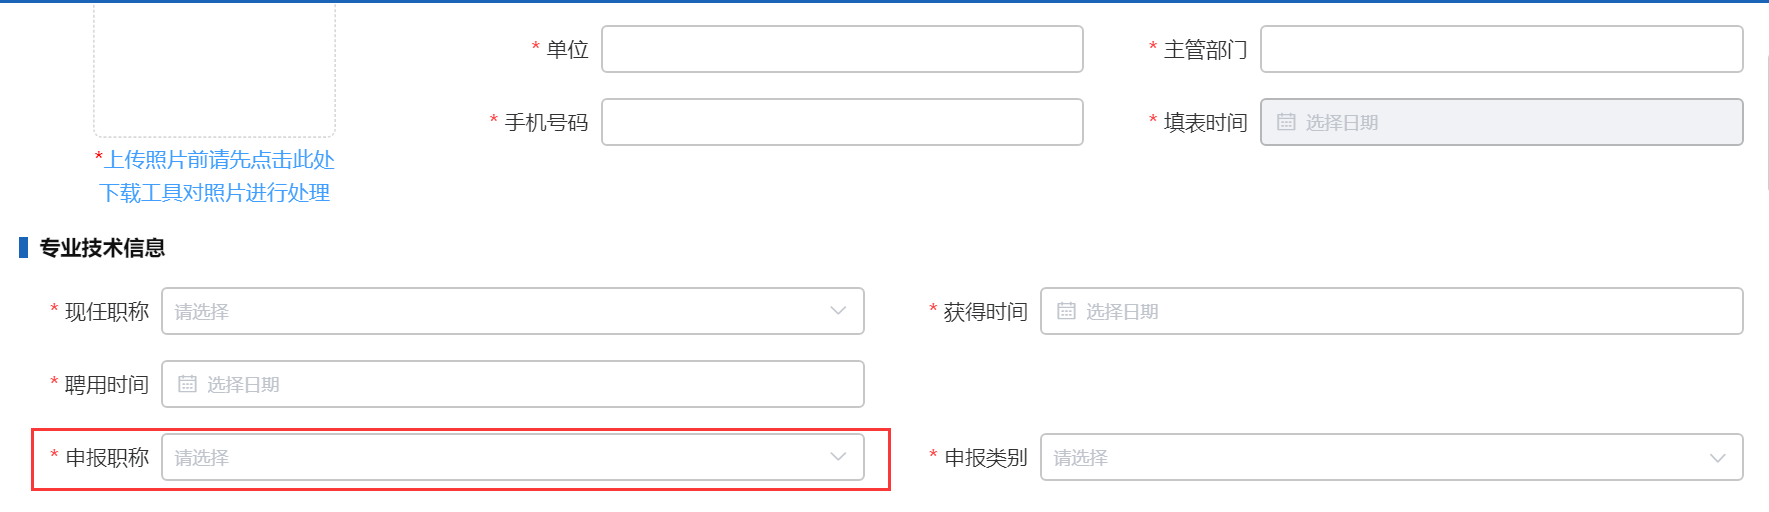 * 单位
* 主管部门
* 手机号码
* 填表时间 选择日期
*上传照片前请先点击此处
下载工具对照片进行处理
专业技术信息
* 现任职称 请选择
* 获得时间 选择日期
* 聘用时间 选择日期
* 申报职称 请选择
* 申报类别 请选择